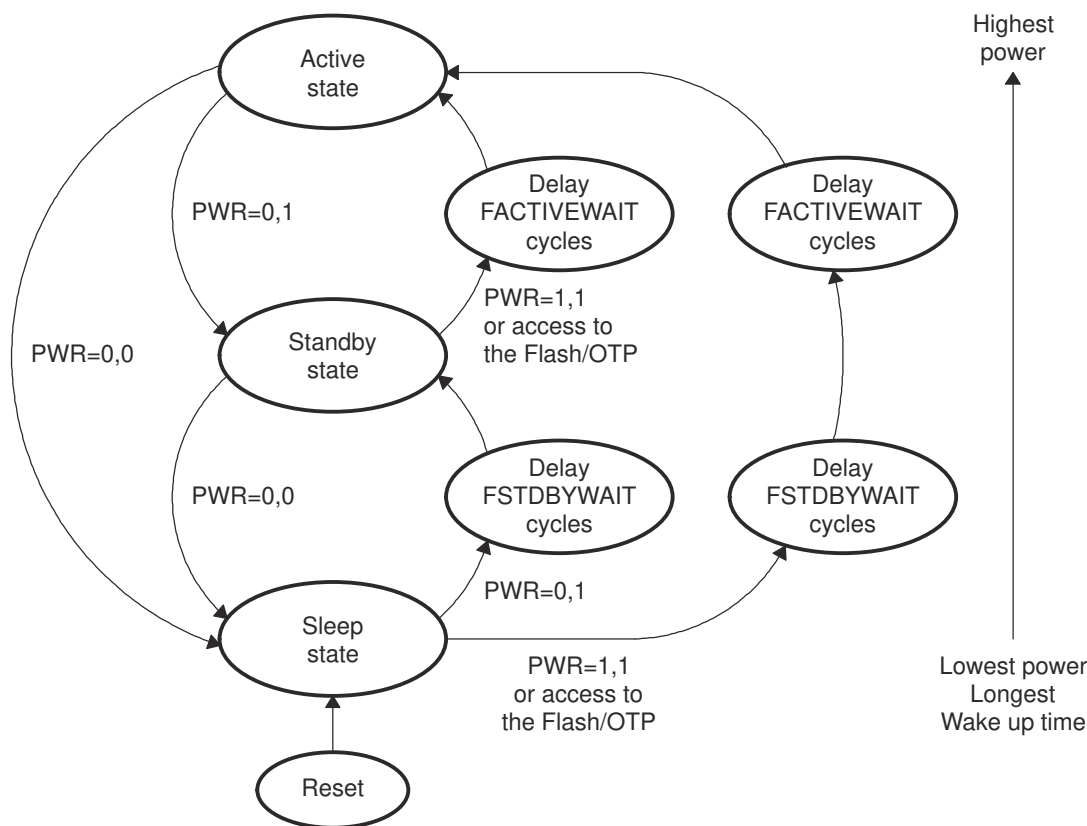 Active
state
Highest
power
Delay
FACTIVEWAIT
cycles
Delay
FACTIVEWAIT
cycles
PWR=0,1
PWR=1,1
or access to
the Flash/OTP
PWR=0,0
Standby
state
Delay
FSTDBYWAIT
cycles
Delay
FSTDBYWAIT
cycles
PWR=0,0
PWR=0,1
Sleep
state
PWR=1,1
or access to
the Flash/OTP
Lowest power
Longest
Wake up time
Reset